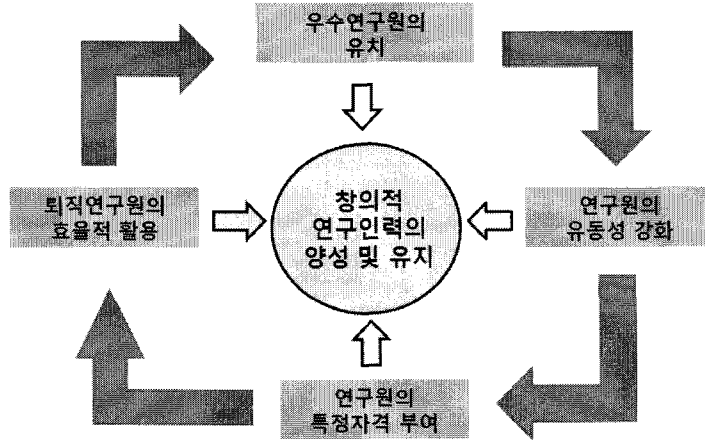 우수연구원의
유치
퇴직연구원의
효율적 활용
창의적
연구인력의
양성 및 유지
연구원의
유동성 강화
연구원의
특정자격 부여